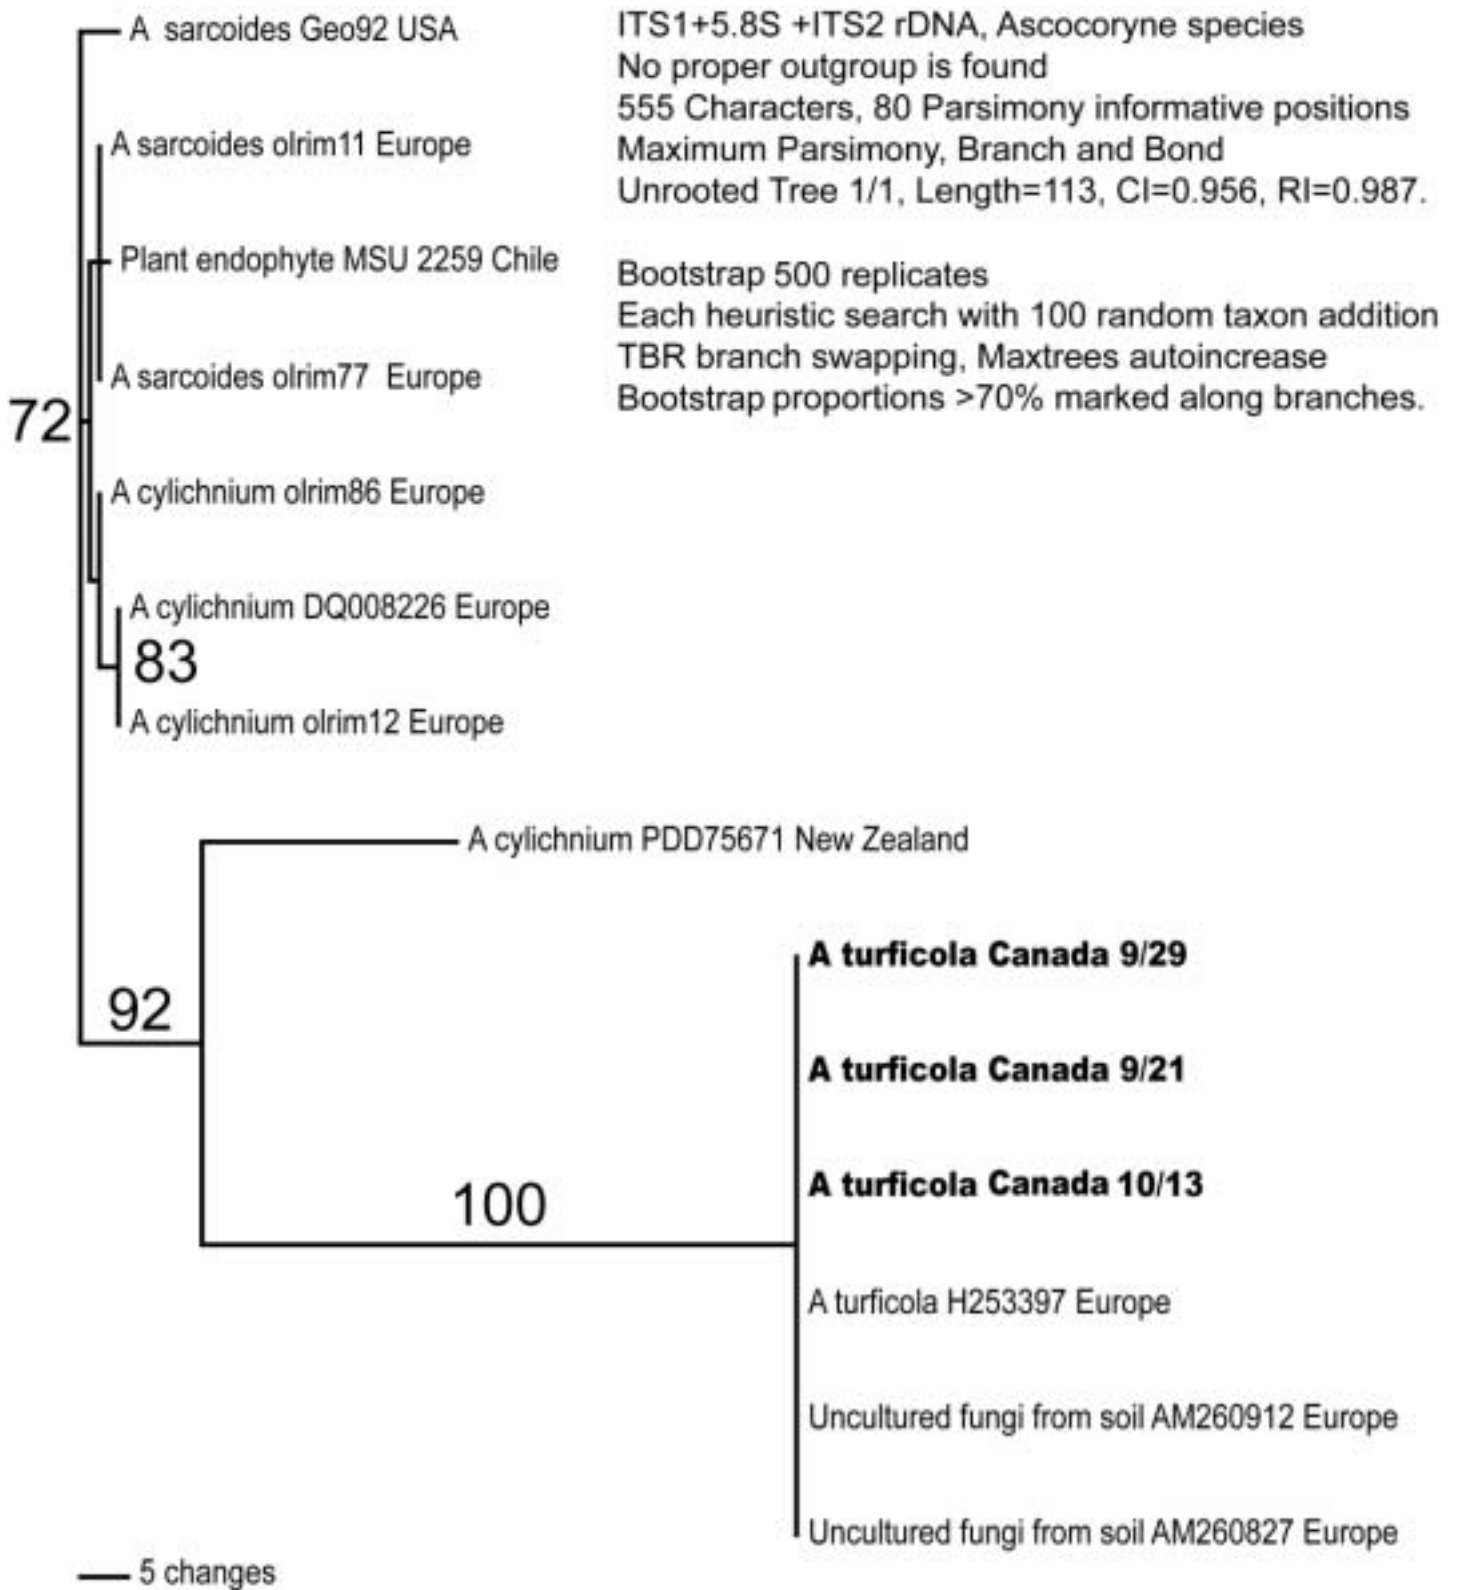 A sarcoides Geo92 USA
ITS1+5.8S +ITS2 rDNA, Ascocoryne species
No proper outgroup is found
555 Characters, 80 Parsimony informative positions
Maximum Parsimony, Branch and Bond
Unrooted Tree 1/1, Length=113, CI=0.956, RI=0.987.
Bootstrap 500 replicates
Each heuristic search with 100 random taxon addition
TBR branch swapping, Maxtrees autoincrease
Bootstrap proportions >70% marked along branches.
A sarcoides olrim11 Europe
Plant endophyte MSU 2259 Chile
A sarcoides olrim77 Europe
72
A cylichnium olrim86 Europe
A cylichnium DQ008226 Europe
83
A cylichnium olrim12 Europe
A cylichnium PDD75671 New Zealand
A turficola Canada 9/29
92
A turficola Canada 9/21
A turficola Canada 10/13
100
A turficola H253397 Europe
Uncultured fungi from soil AM260912 Europe
Uncultured fungi from soil AM260827 Europe
5 changes